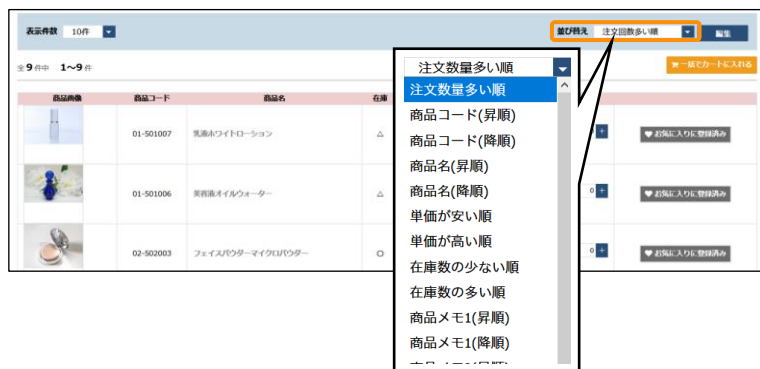 表示件数 10件
並び替え 注文回数多い順 編集
全9件中 1〜9件
一括でカートに入れる
商品画像 商品コード 商品名 在庫
01-501007 乳液ホワイトローション △ 0 + お気に入りに登録済み
01-501006 美容液オイルウォーター △ 0 + お気に入りに登録済み
02-502003 フェイスパウダーマイクロパウダー ○ 0 + お気に入りに登録済み
注文数量多い順
注文数量多い順
商品コード(昇順)
商品コード(降順)
商品名(昇順)
商品名(降順)
単価が安い順
単価が高い順
在庫数の少ない順
在庫数の多い順
商品メモ1(昇順)
商品メモ1(降順)